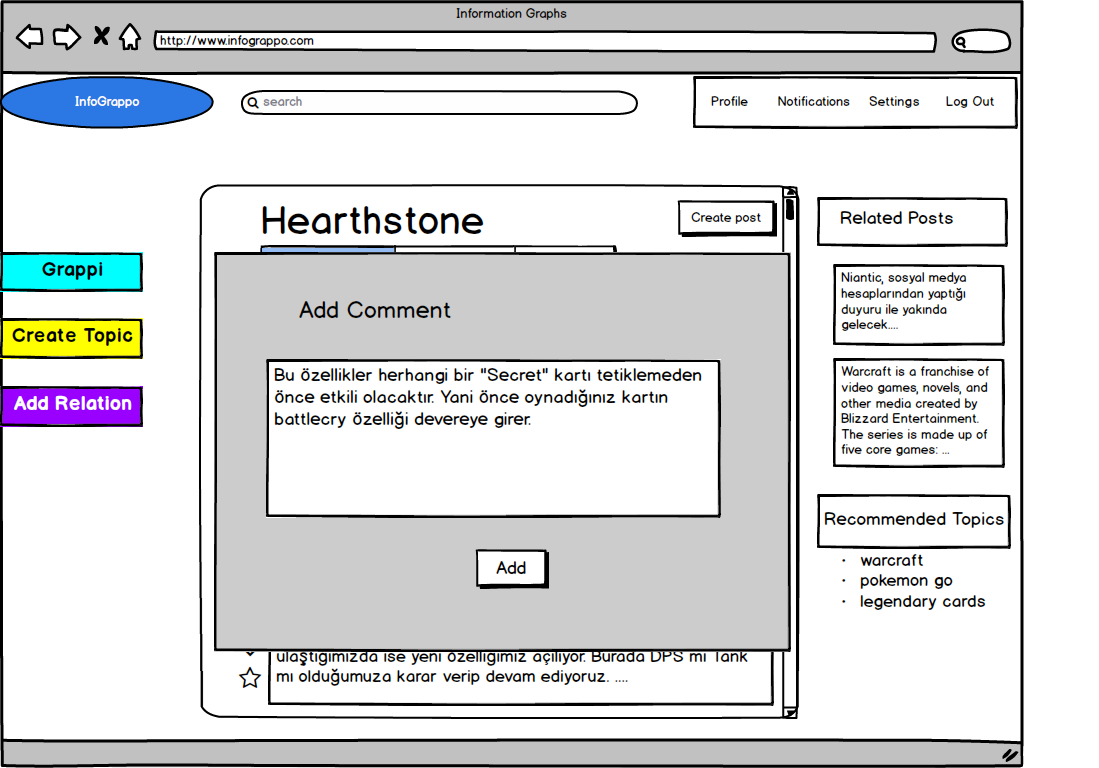 Information Graphs
http://www.infograppo.com
InfoGrappo
search
Profile Notifications Settings Log Out
Hearthstone
Create post
Grappi
Create Topic
Add Relation
Add Comment
Bu özellikler herhangi bir "Secret" kartı tetiklemeden
önce etkili olacaktır. Yani önce oynadığınız kartın
battlecry özelliği devereye girer.
Add
ulaştığımızda ise yeni özelliğimiz açılıyor. Burada DPS mi Tank
mı olduğumuza karar verip devam ediyoruz. ....
Related Posts
Niantic, sosyal medya
hesaplarından yaptığı
duyuru ile yakında
gelecek....
Warcraft is a franchise of
video games, novels, and
other media created by
Blizzard Entertainment.
The series is made up of
five core games: ...
Recommended Topics
· warcraft
· pokemon go
· legendary cards